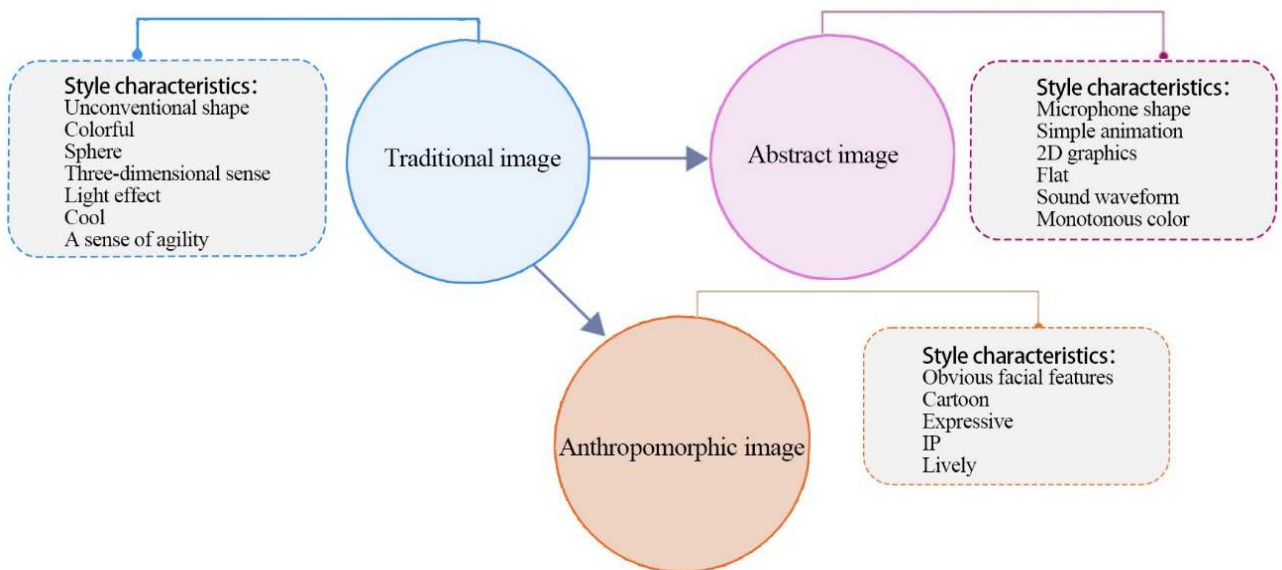 Style characteristics:
Unconventional shape
Colorful
Sphere
Three-dimensional sense
Light effect
Cool
A sense of agility
Traditional image
Abstract image
Style characteristics:
Microphone shape
Simple animation
2D graphics
Flat
Sound waveform
Monotonous color
Anthropomorphic image
Style characteristics:
Obvious facial features
Cartoon
Expressive
IP
Lively